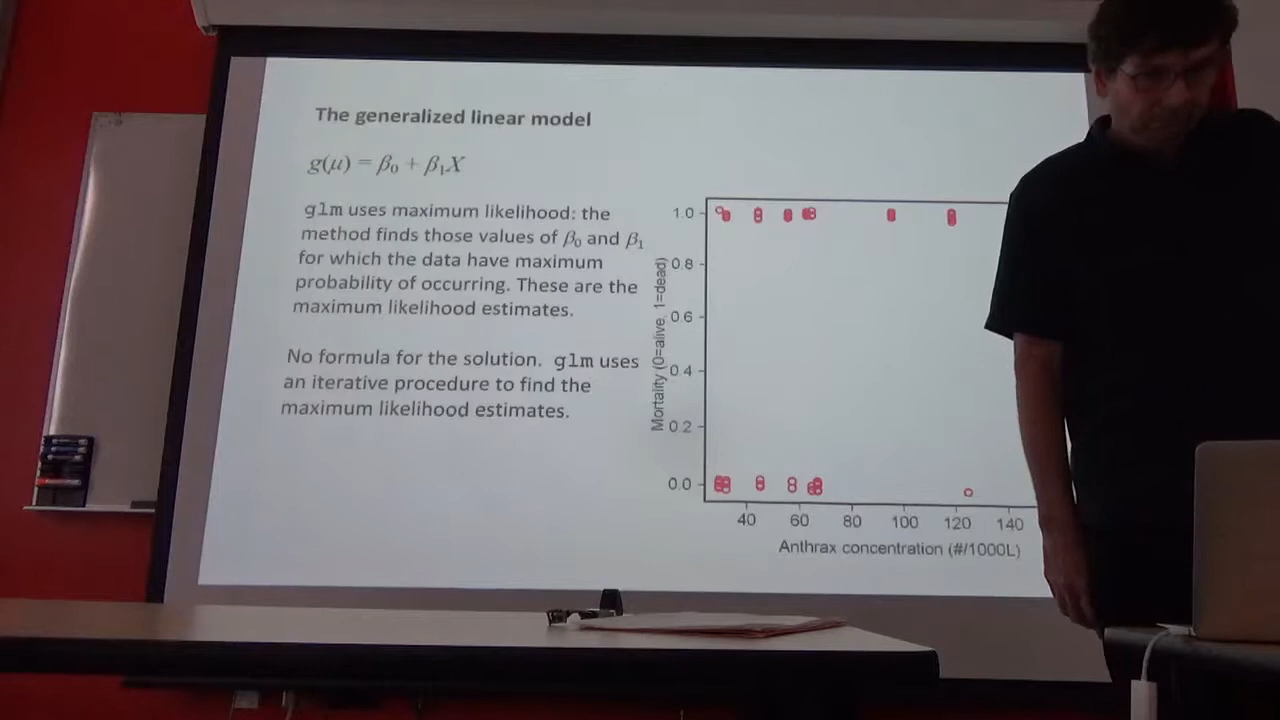 The generalized linear model
g(μ) = β₀ + β₁X
glm uses maximum likelihood: the
method finds those values of β₀ and β₁
for which the data have maximum
probability of occurring. These are the
maximum likelihood estimates.
No formula for the solution. glm uses
an iterative procedure to find the
maximum likelihood estimates.
Mortality (0=alive, 1=dead)
1.0
0.8
0.6
0.4
0.2
0.0
40 60 80 100 120 140
Anthrax concentration (#/1000L)